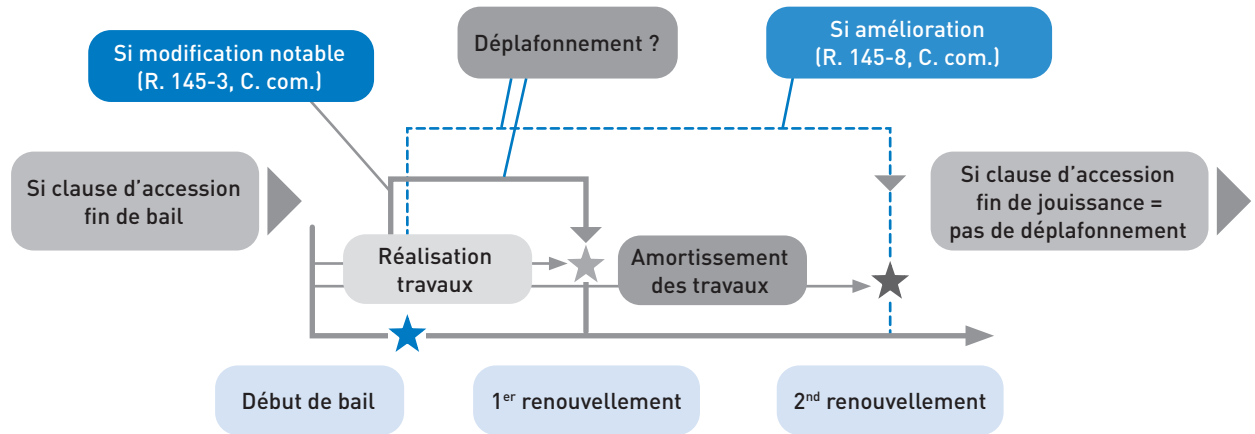 Si modification notable
(R. 145-3, C. com.)
Déplafonnement ?
Si amélioration
(R. 145-8, C. com.)
Si clause d’accession
fin de bail
Réalisation
travaux
Amortissement
des travaux
Si clause d’accession
fin de jouissance =
pas de déplafonnement
Début de bail
1er renouvellement
2nd renouvellement